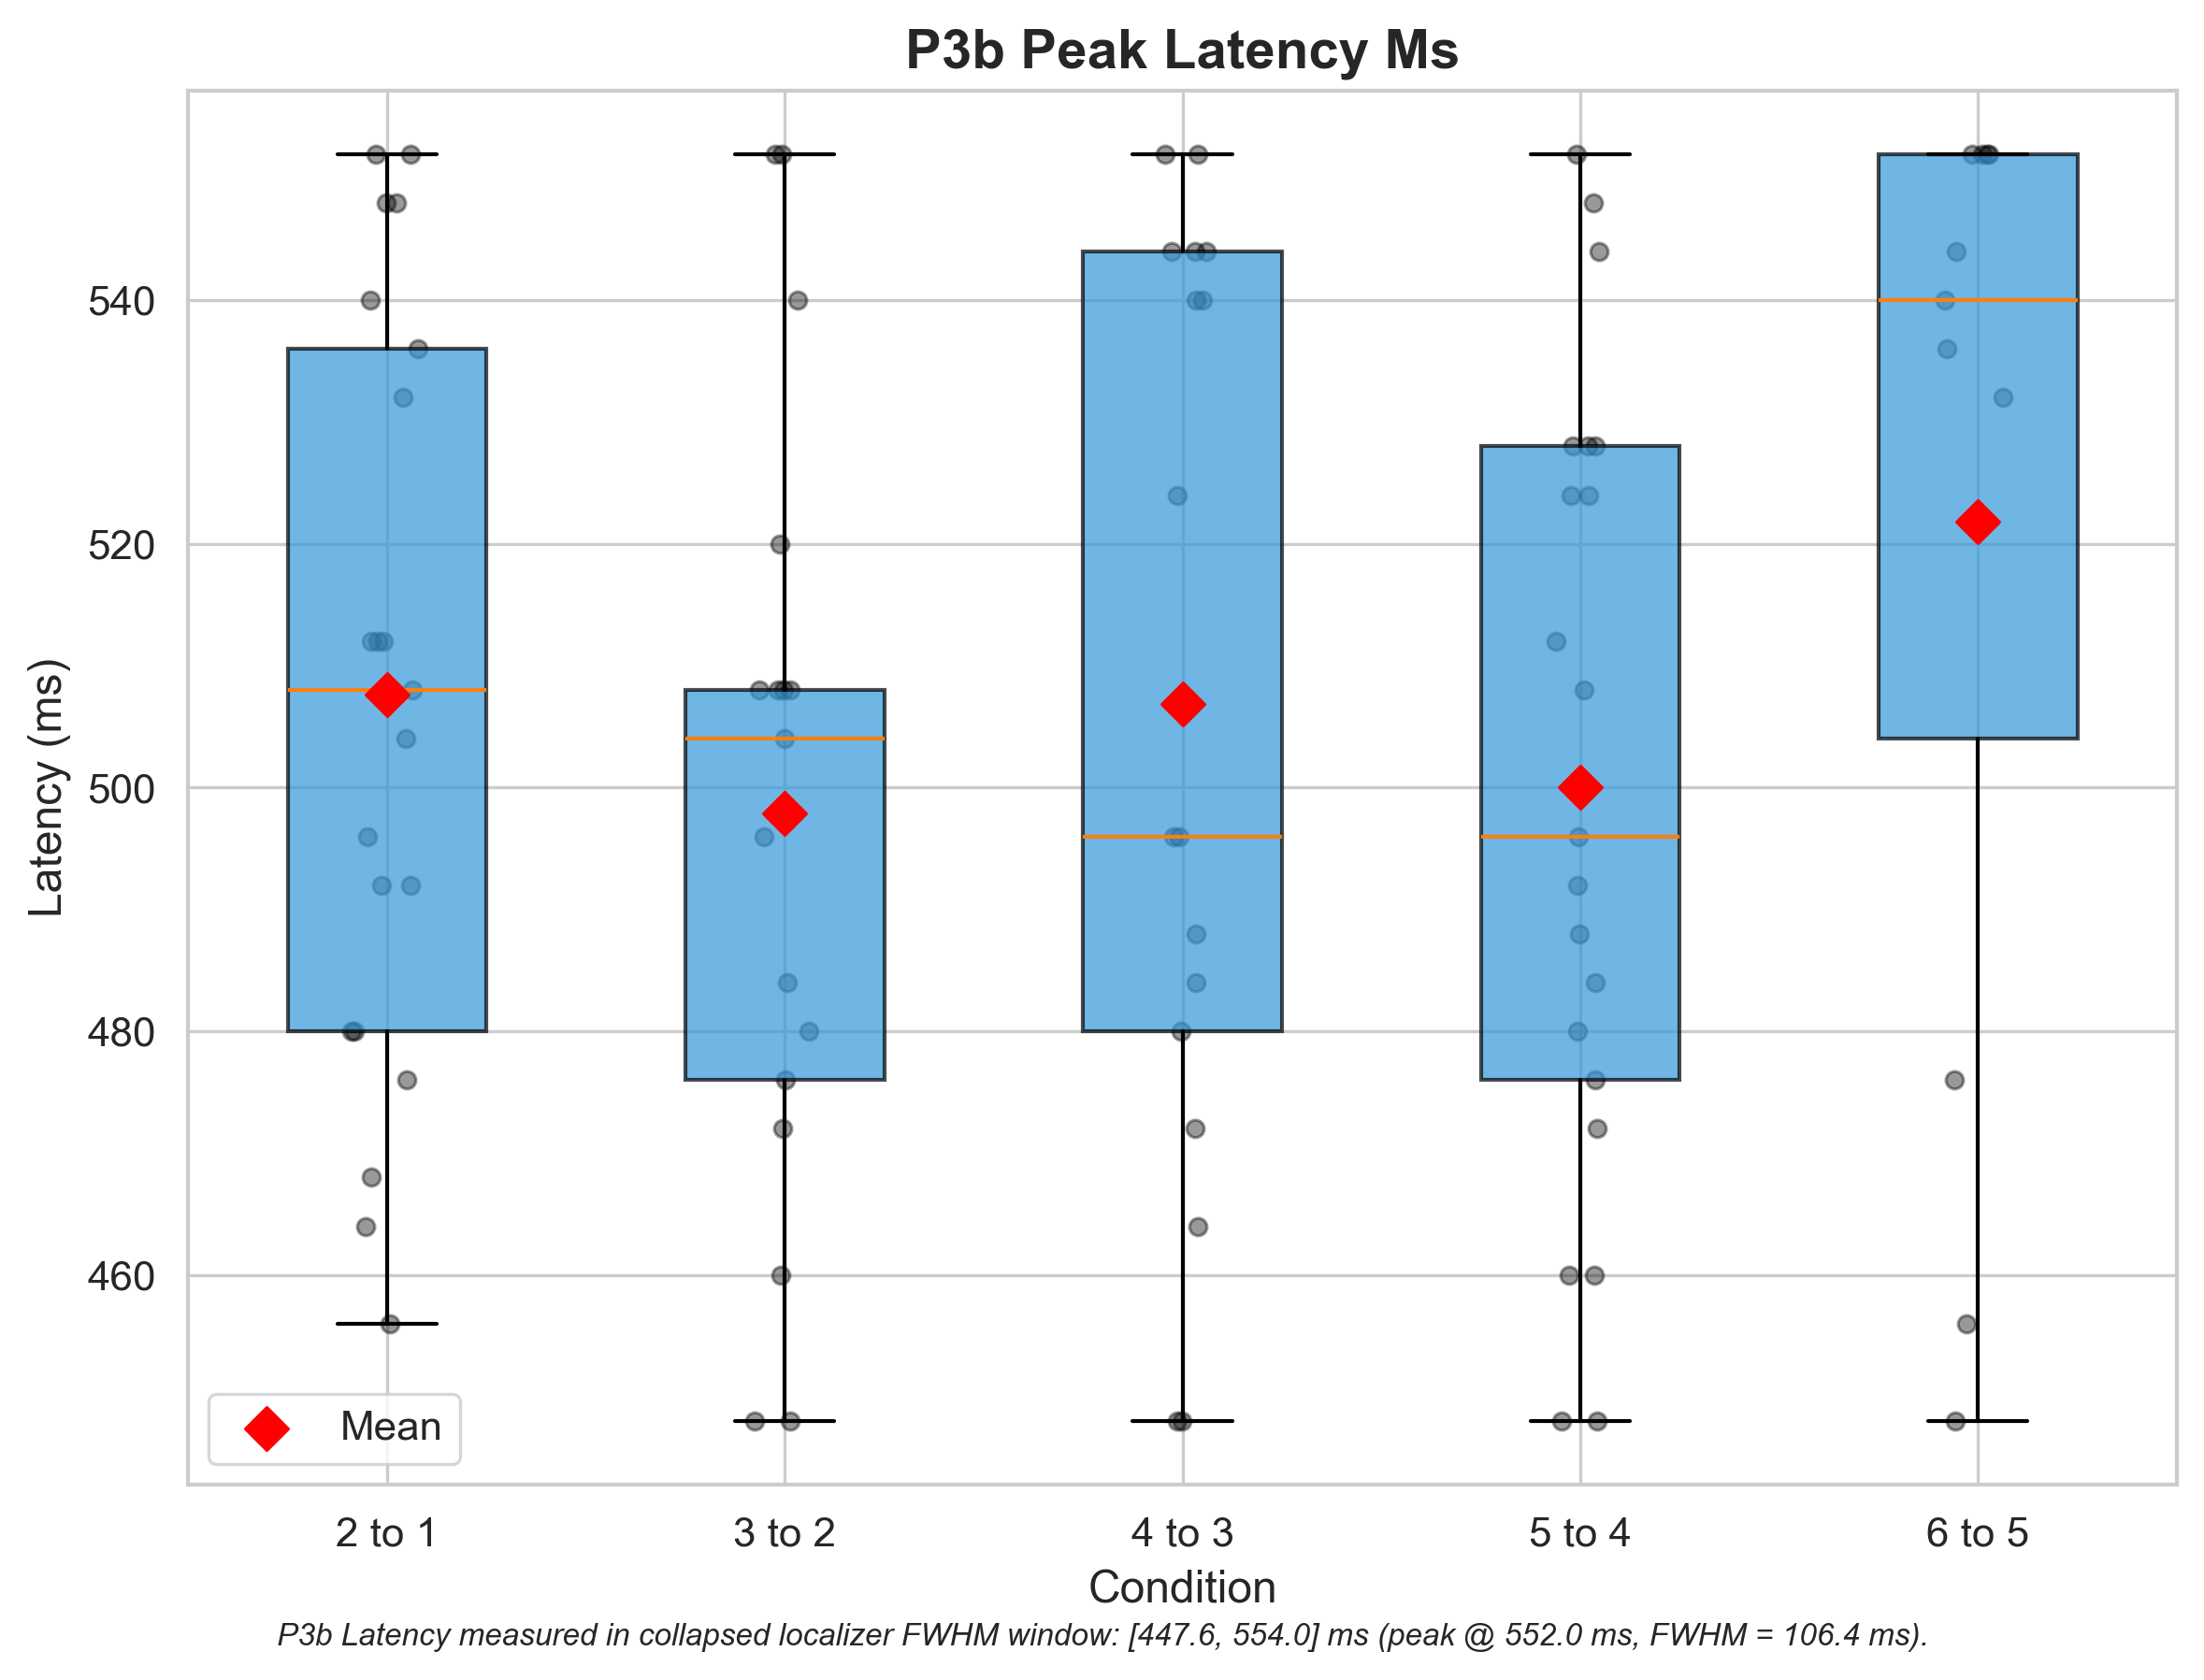 P3b Peak Latency Ms
Latency (ms)
540
520
500
480
460
Mean
2 to 1
3 to 2
4 to 3
5 to 4
6 to 5
Condition
P3b Latency measured in collapsed localizer FWHM window: [447.6, 554.0] ms (peak @ 552.0 ms, FWHM = 106.4 ms).